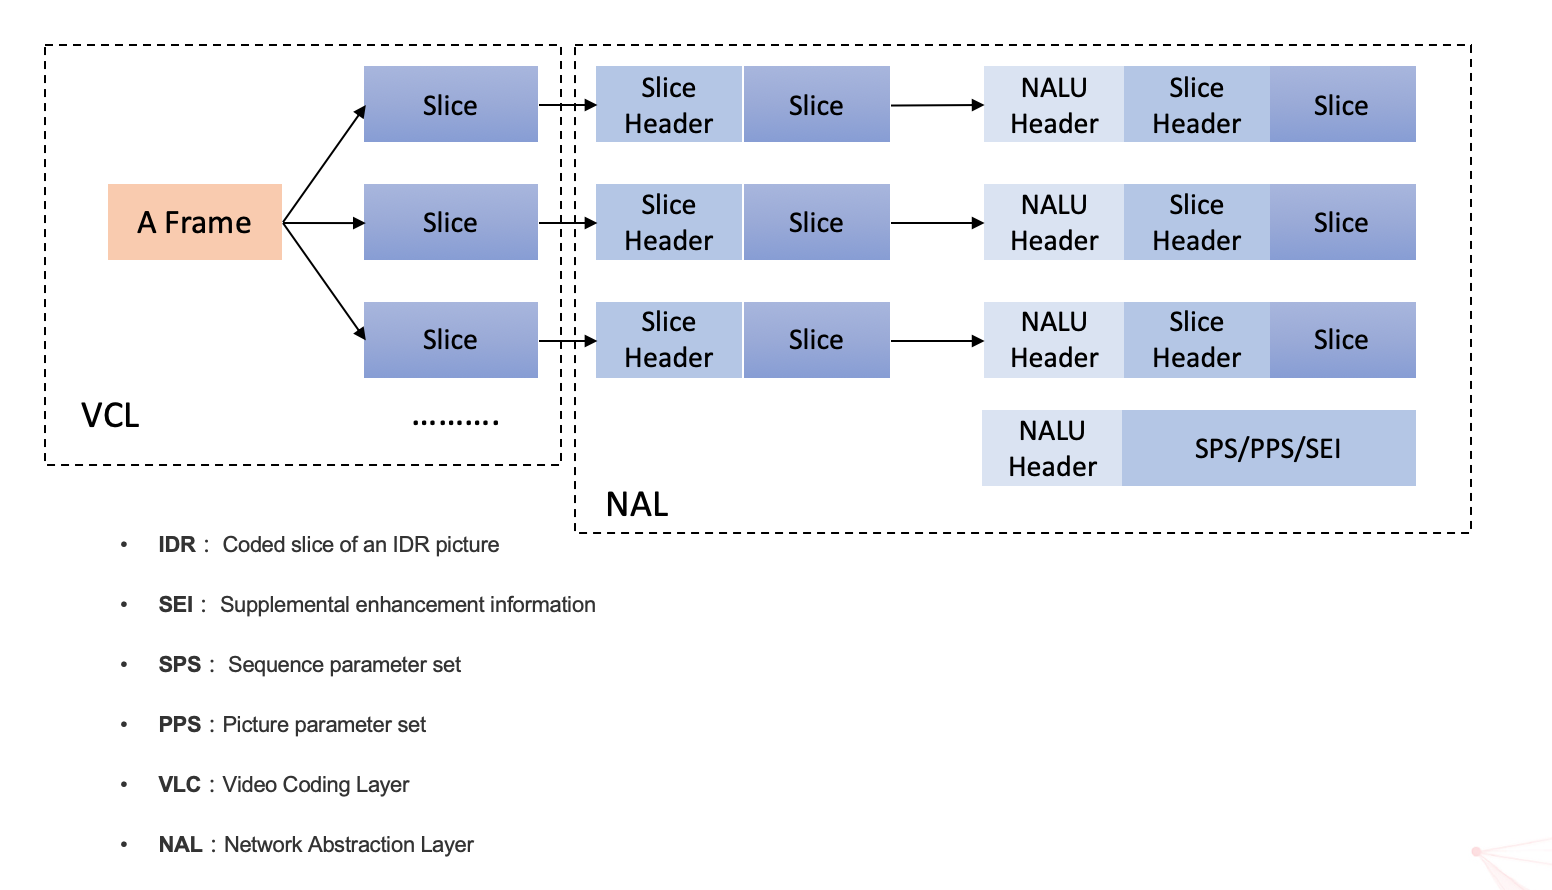 Slice
Slice Header
Slice
NALU Header
Slice Header
Slice
A Frame
Slice
Slice Header
Slice
NALU Header
Slice Header
Slice
Slice
Slice Header
Slice
NALU Header
Slice Header
Slice
VCL
..........
NALU Header
SPS/PPS/SEI
NAL
• IDR： Coded slice of an IDR picture
• SEI： Supplemental enhancement information
• SPS： Sequence parameter set
• PPS：Picture parameter set
• VLC：Video Coding Layer
• NAL：Network Abstraction Layer